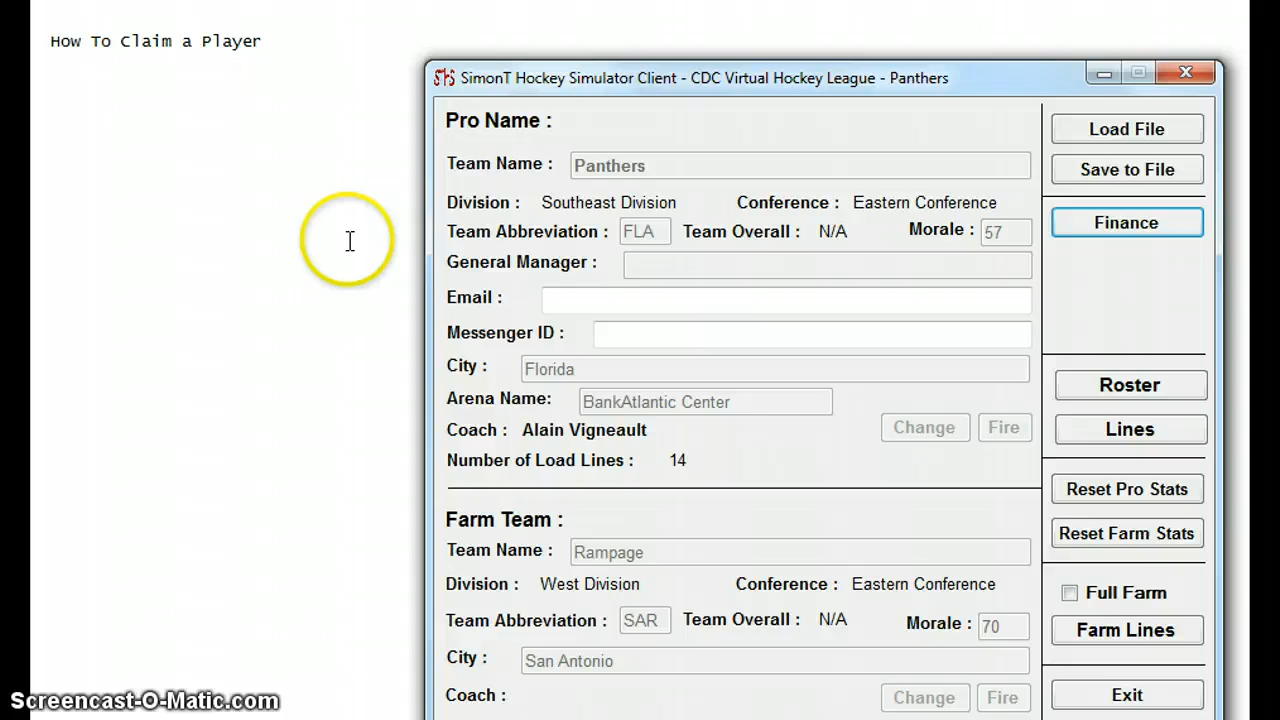 How To Claim a Player
SimonT Hockey Simulator Client - CDC Virtual Hockey League - Panthers
Pro Name :
Team Name : Panthers
Division : Southeast Division Conference : Eastern Conference
Team Abbreviation : FLA Team Overall : N/A Morale : 57
General Manager :
Email :
Messenger ID :
City : Florida
Arena Name: BankAtlantic Center
Coach : Alain Vigneault Change Fire
Number of Load Lines : 14
Farm Team :
Team Name : Rampage
Division : West Division Conference : Eastern Conference
Team Abbreviation : SAR Team Overall : N/A Morale : 70
City : San Antonio
Coach : Change Fire
Load File
Save to File
Finance
Roster
Lines
Reset Pro Stats
Reset Farm Stats
Full Farm
Farm Lines
Exit
Screencast-O-Matic.com